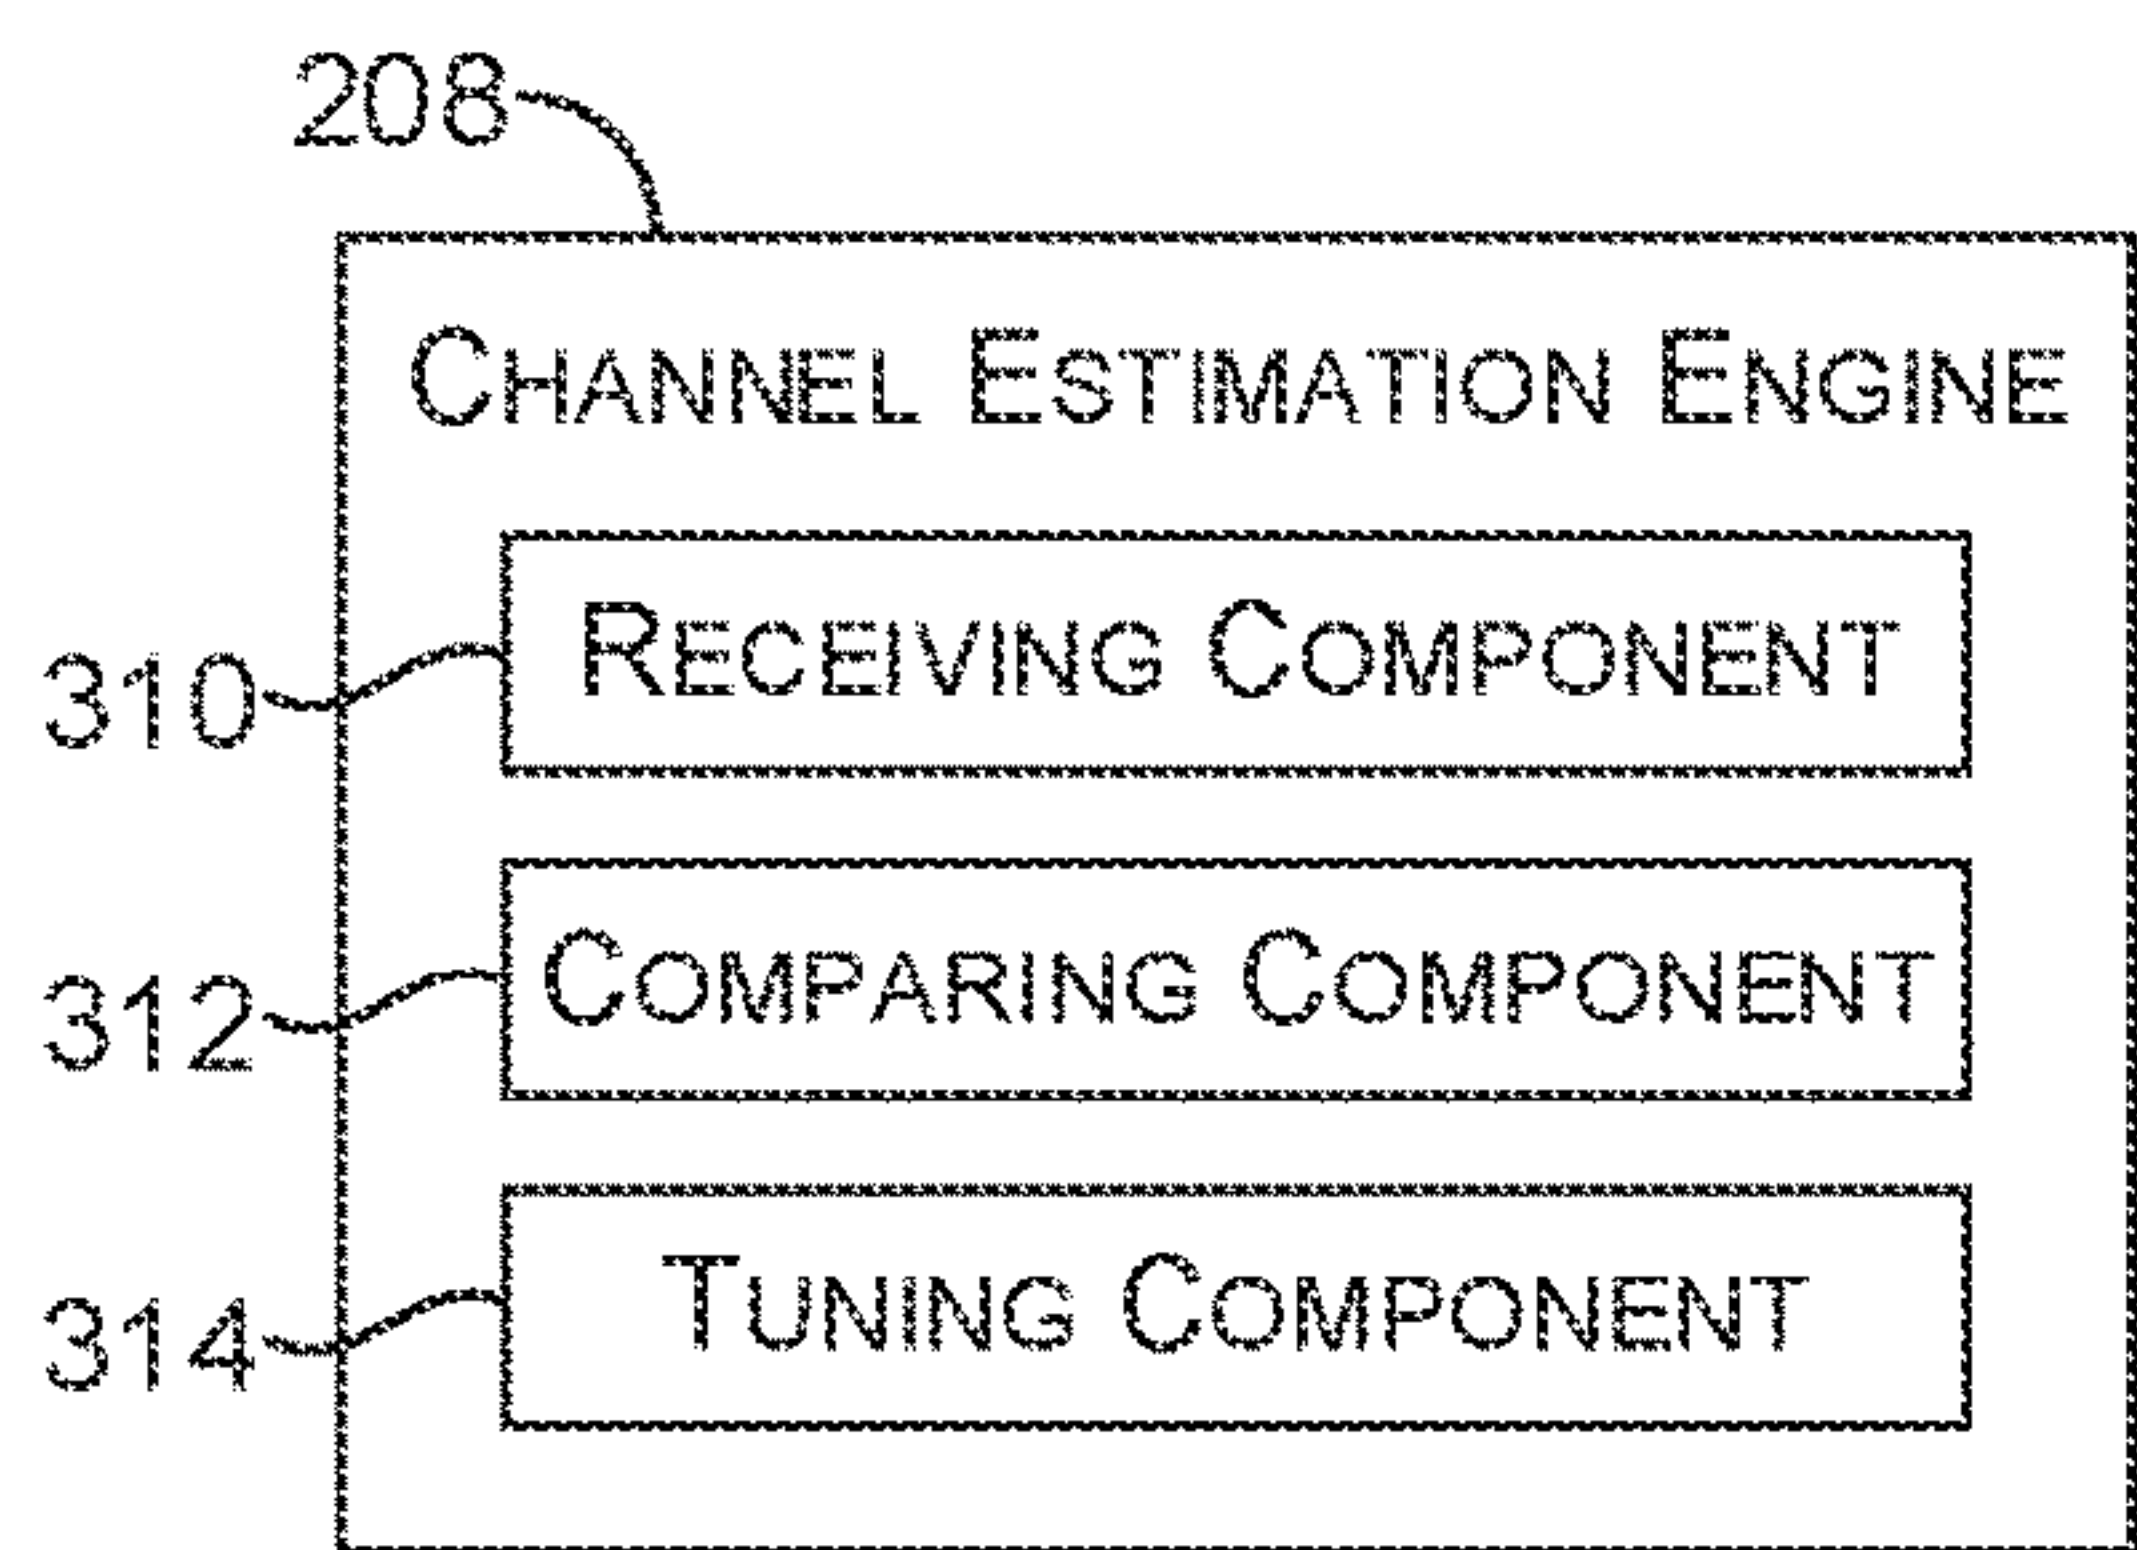 208
CHANNEL ESTIMATION ENGINE
310
RECEIVING COMPONENT
312
COMPARING COMPONENT
314
TUNING COMPONENT